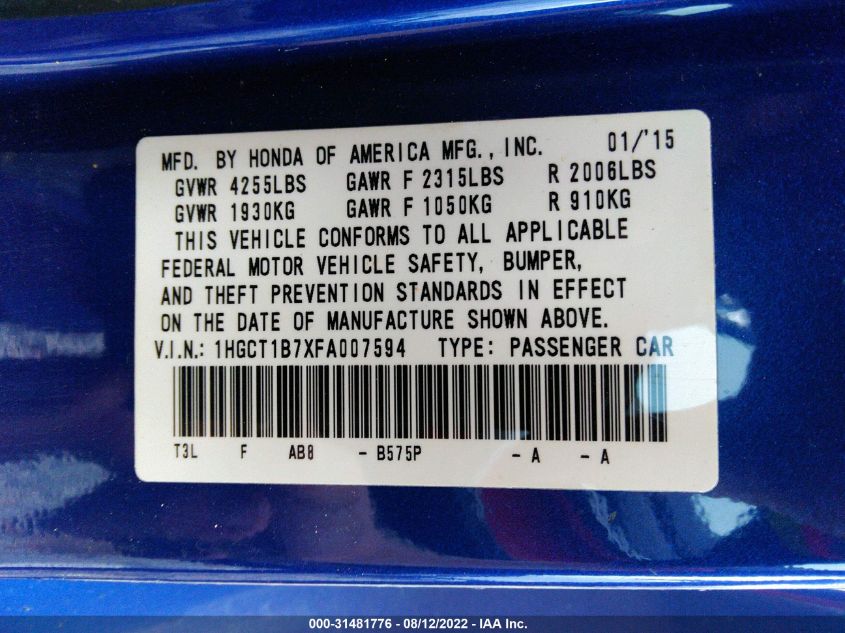 MFD. BY HONDA OF AMERICA MFG., INC. 01/'15
GVWR 4255LBS GAWR F 2315LBS R 2006LBS
GVWR 1930KG GAWR F 1050KG R 910KG
THIS VEHICLE CONFORMS TO ALL APPLICABLE
FEDERAL MOTOR VEHICLE SAFETY, BUMPER,
AND THEFT PREVENTION STANDARDS IN EFFECT
ON THE DATE OF MANUFACTURE SHOWN ABOVE.
V.I.N.: 1HGCT1B7XFA007594 TYPE: PASSENGER CAR
T3L F AB8 - B575P - A - A
000-31481776 - 08/12/2022 - IAA Inc.